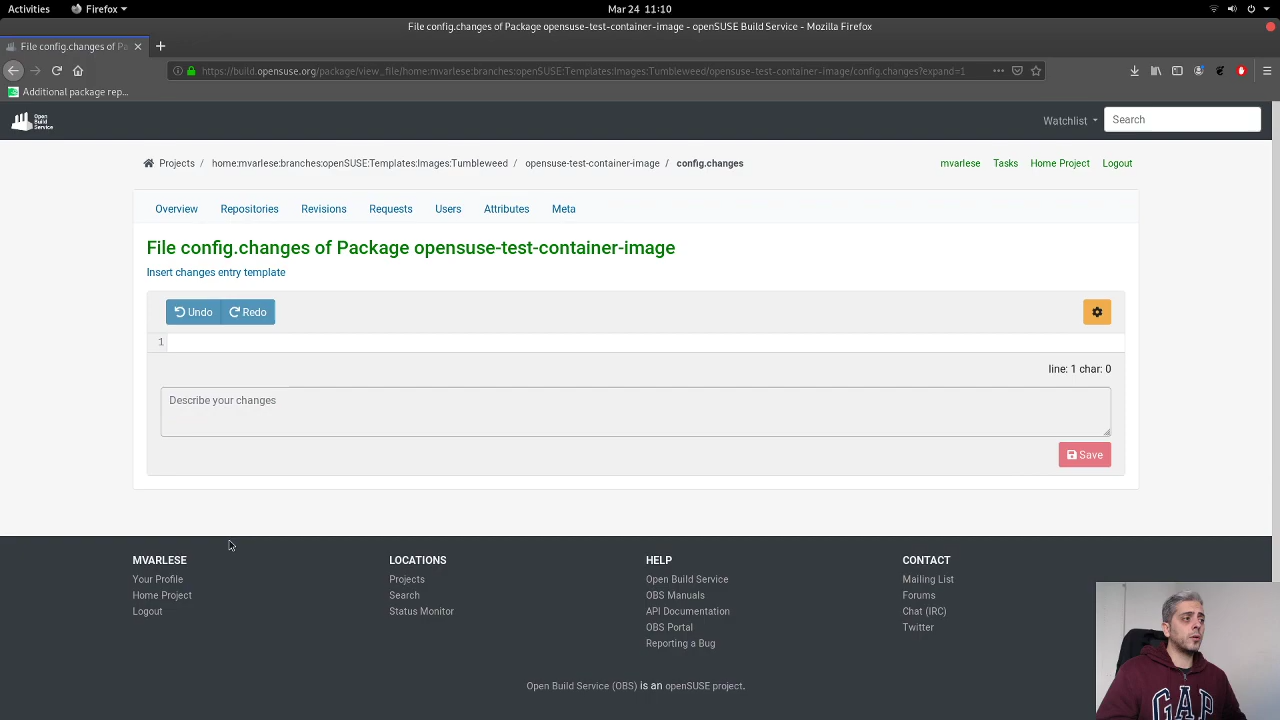 Activities
Firefox
Mar 24 11:10
File config.changes of Package opensuse-test-container-image - openSUSE Build Service - Mozilla Firefox
File config.changes of Pa
https://build.opensuse.org/package/view_file/home:mvarlese:branches:openSUSE:Templates:Images:Tumbleweed/opensuse-test-container-image/config.changes?expand=1
Additional package rep...
Open
Build
Service
Watchlist
Search
Projects / home:mvarlese:branches:openSUSE:Templates:Images:Tumbleweed / opensuse-test-container-image / config.changes
mvarlese Tasks Home Project Logout
Overview Repositories Revisions Requests Users Attributes Meta
File config.changes of Package opensuse-test-container-image
Insert changes entry template
Undo Redo
1
line: 1 char: 0
Describe your changes
Save
MVARLESE
Your Profile
Home Project
Logout
LOCATIONS
Projects
Search
Status Monitor
HELP
Open Build Service
OBS Manuals
API Documentation
OBS Portal
Reporting a Bug
CONTACT
Mailing List
Forums
Chat (IRC)
Twitter
Open Build Service (OBS) is an openSUSE project.
GAP